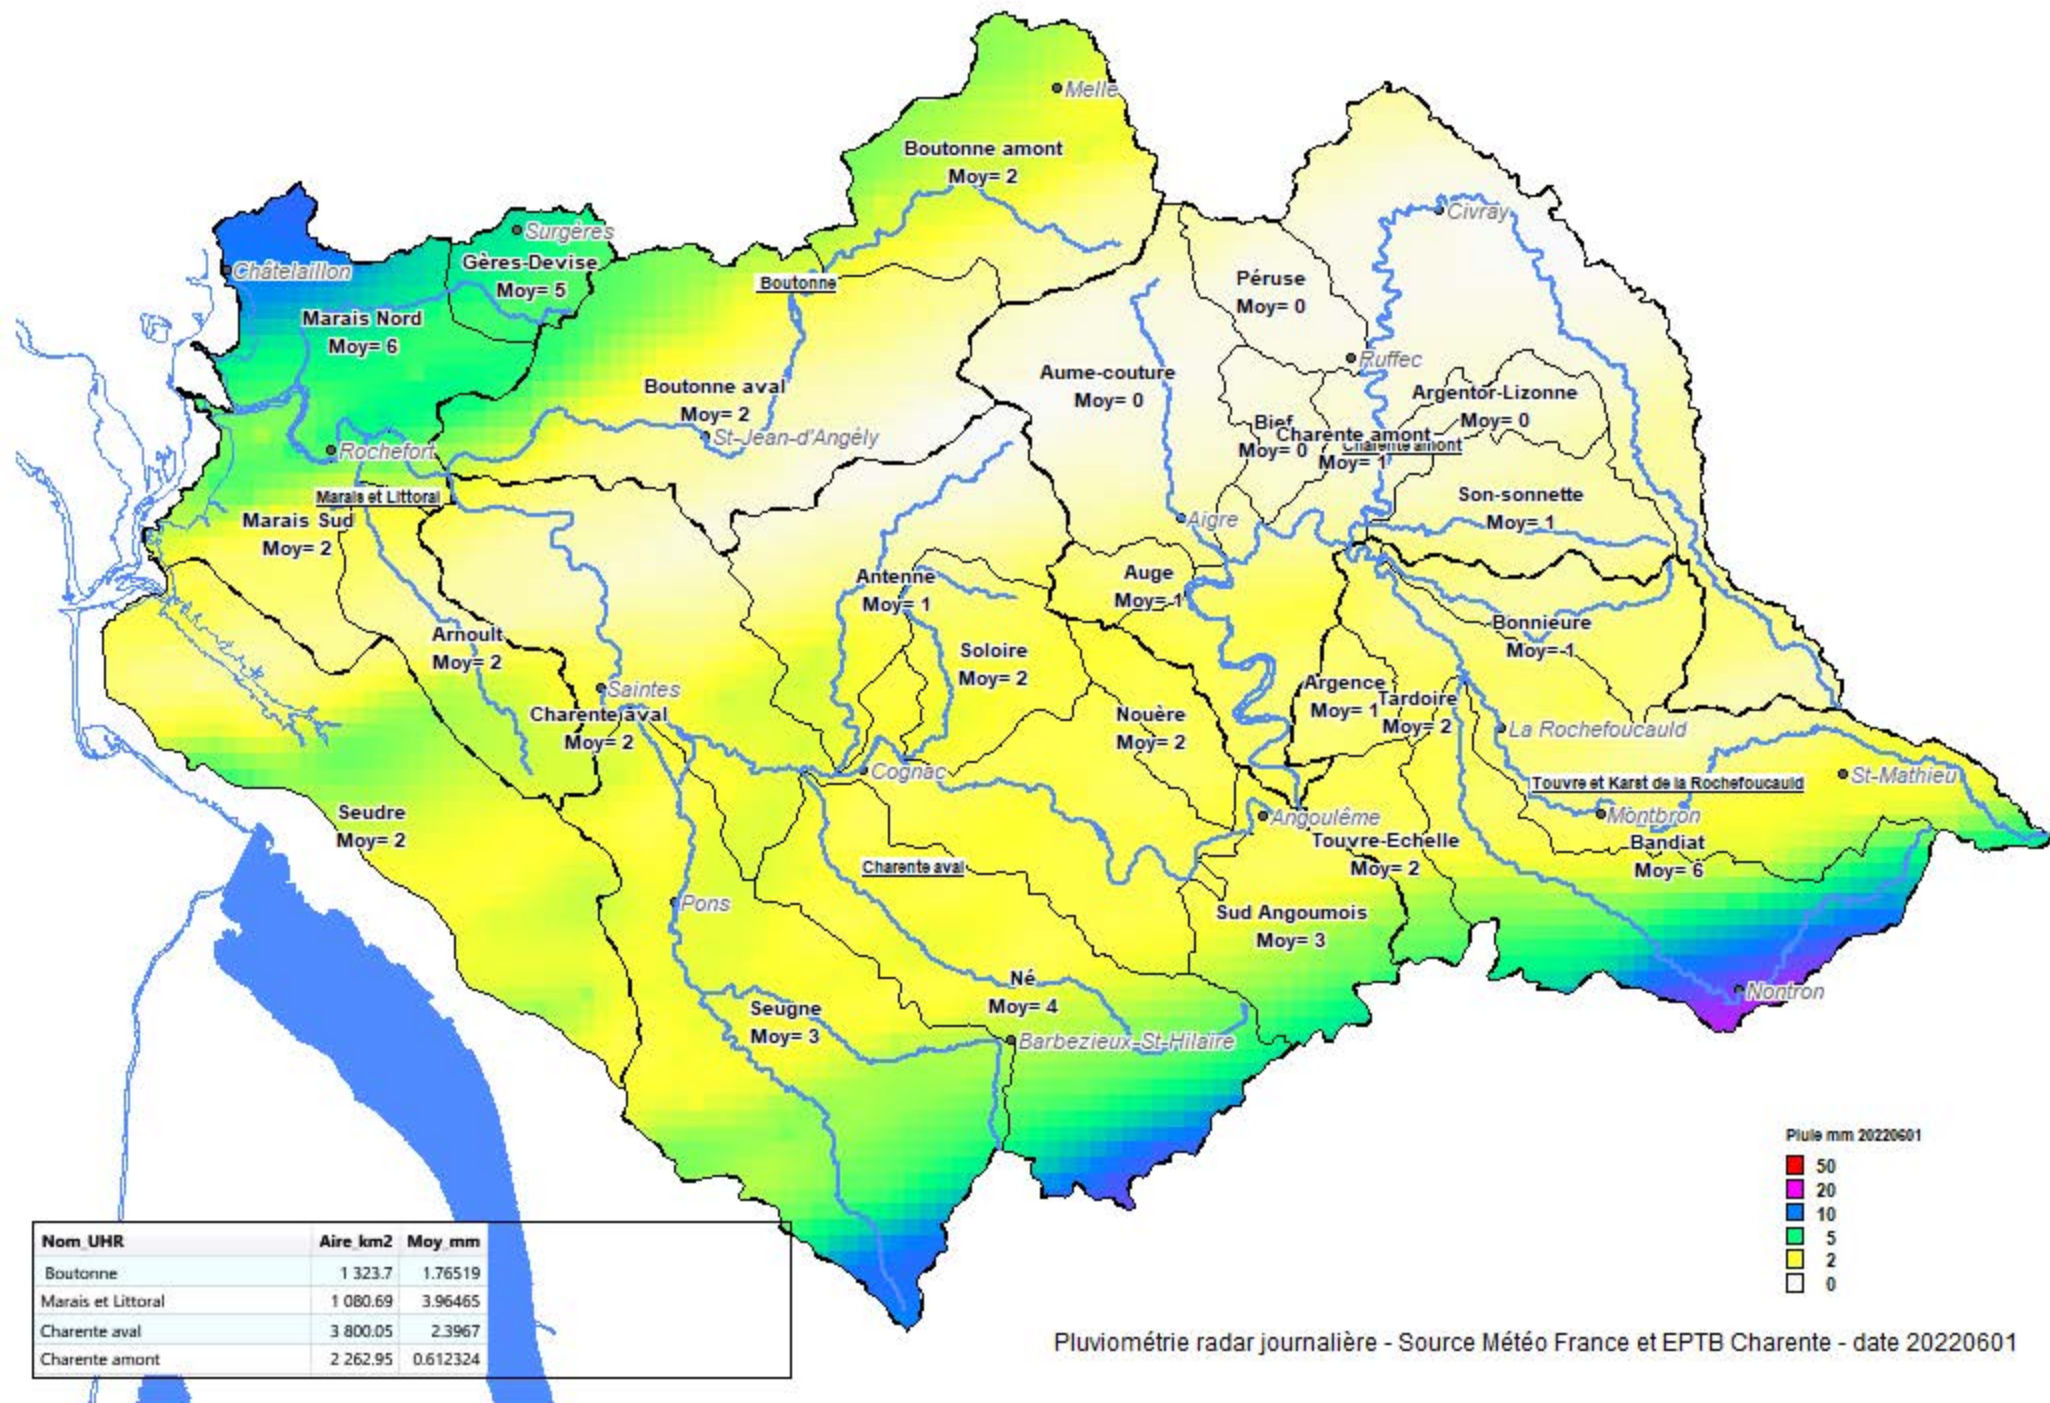 Melle
Boutonne amont
Moy= 2
Civray
Surgères
Châtelaillon
Gères-Devise
Moy= 5
Boutonne
Péruse
Moy= 0
Marais Nord
Moy= 6
Ruffec
Aume-couture
Moy= 0
Boutonne aval
Moy= 2
Argentor-Lizonne
Moy= 0
St-Jean-d'Angély
Bief
Moy= 0
Charente amont
Moy= 1
Charente amont
Rochefort
Marais et Littoral
Son-sonnette
Moy= 1
Marais Sud
Moy= 2
Aigre
Antenne
Moy= 1
Auge
Moy= 1
Bonnieure
Moy= 1
Arnoult
Moy= 2
Soloire
Moy= 2
Saintes
Argence
Moy= 1
Tardoire
Moy= 2
Charente aval
Moy= 2
Nouère
Moy= 2
La Rochefoucauld
Cognac
St-Mathieu
Touvre et Karst de la Rochefoucauld
Seudre
Moy= 2
Angoulême
Montbron
Touvre-Echelle
Moy= 2
Bandiat
Moy= 6
Charente aval
Pons
Sud Angoumois
Moy= 3
Né
Moy= 4
Nontron
Seugne
Moy= 3
Barbezieux-St-Hilaire
Pluie mm 20220601
50
20
10
5
2
0
Nom_UHR Aire_km2 Moy_mm
Boutonne 1 323.7 1.76519
Marais et Littoral 1 080.69 3.96465
Charente aval 3 800.05 2.3967
Charente amont 2 262.95 0.612324
Pluviométrie radar journalière - Source Météo France et EPTB Charente - date 20220601